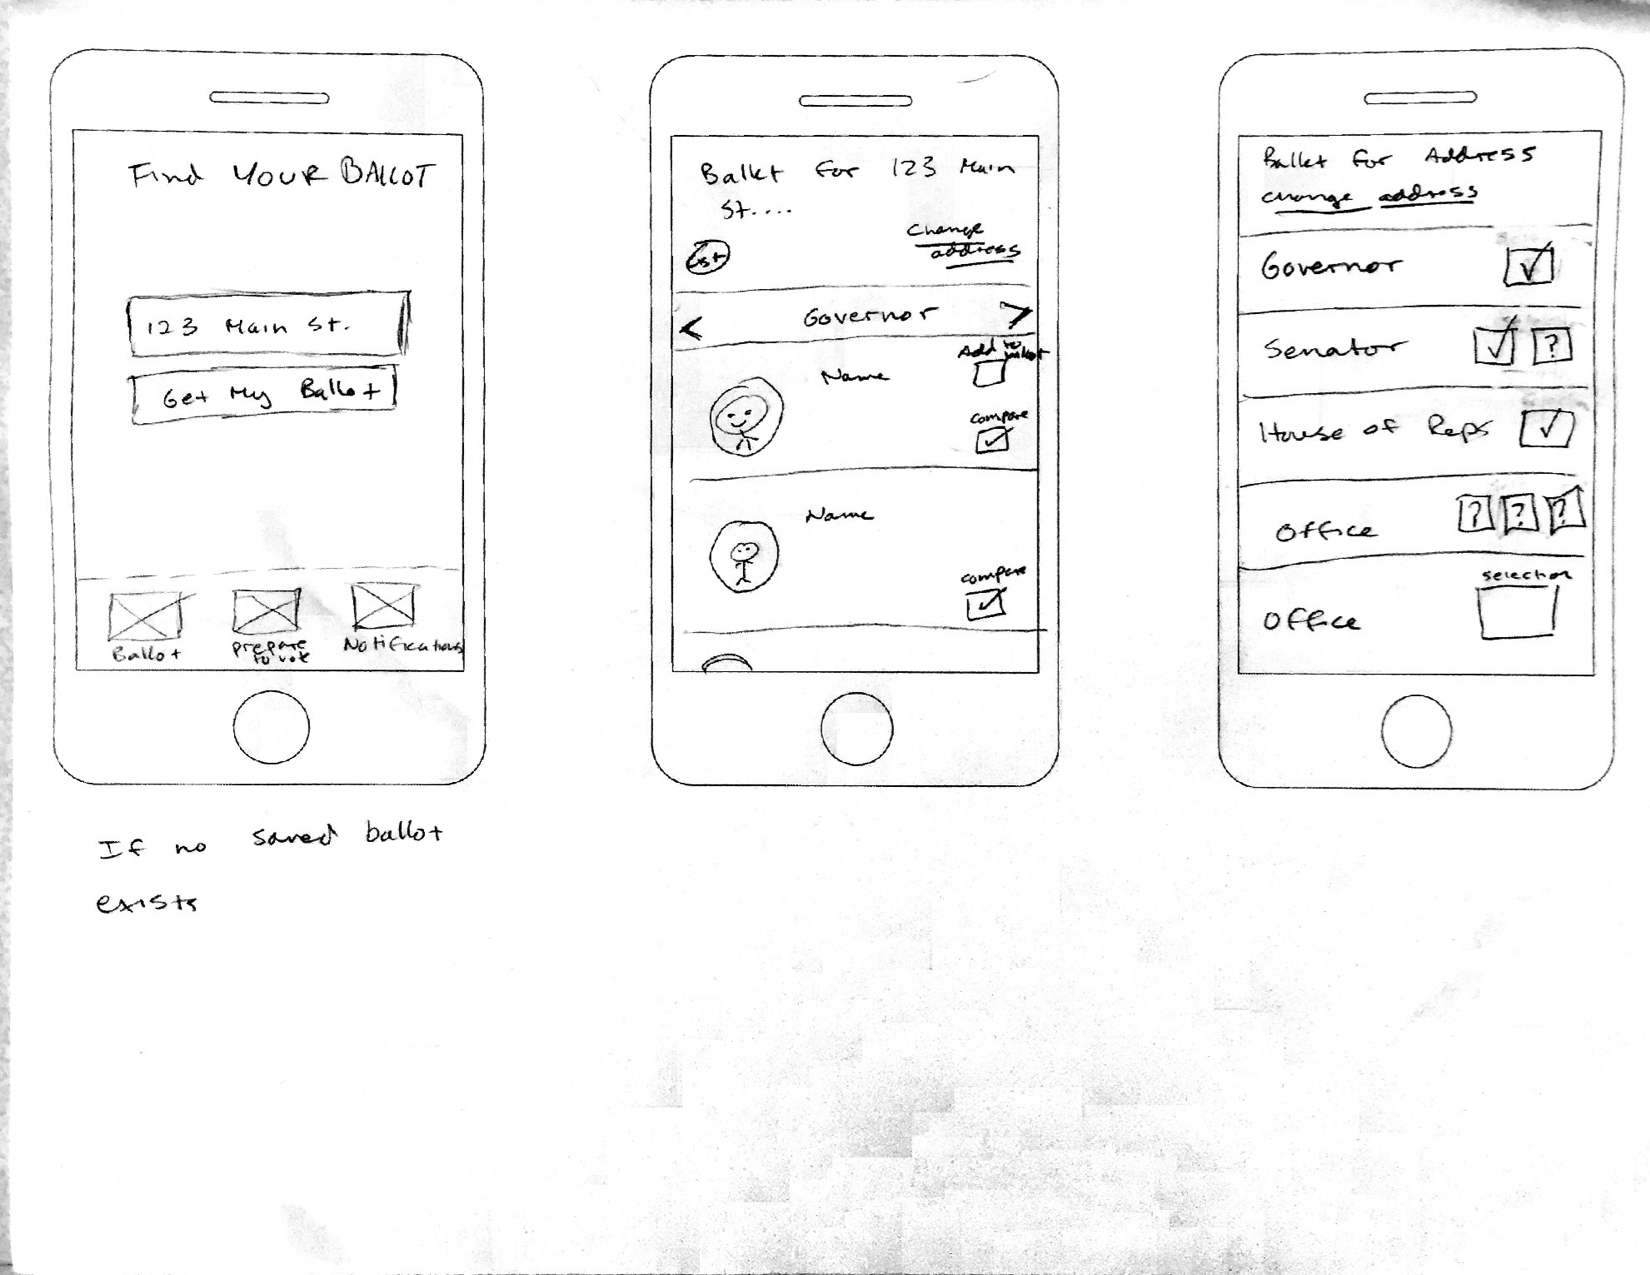 Find YOUR BALLOT
123 Main St.
Get My Ballot
Ballot
prepare
to vote
Notifications
If no saved ballot
exists
Ballot for 123 Main
St....
Change
address
List
< Governor >
Add to
ballot
Name
compare
Name
compare
Ballot for Address
change address
Governor
Senator ?
House of Reps
Office ? ? ?
selection
Office